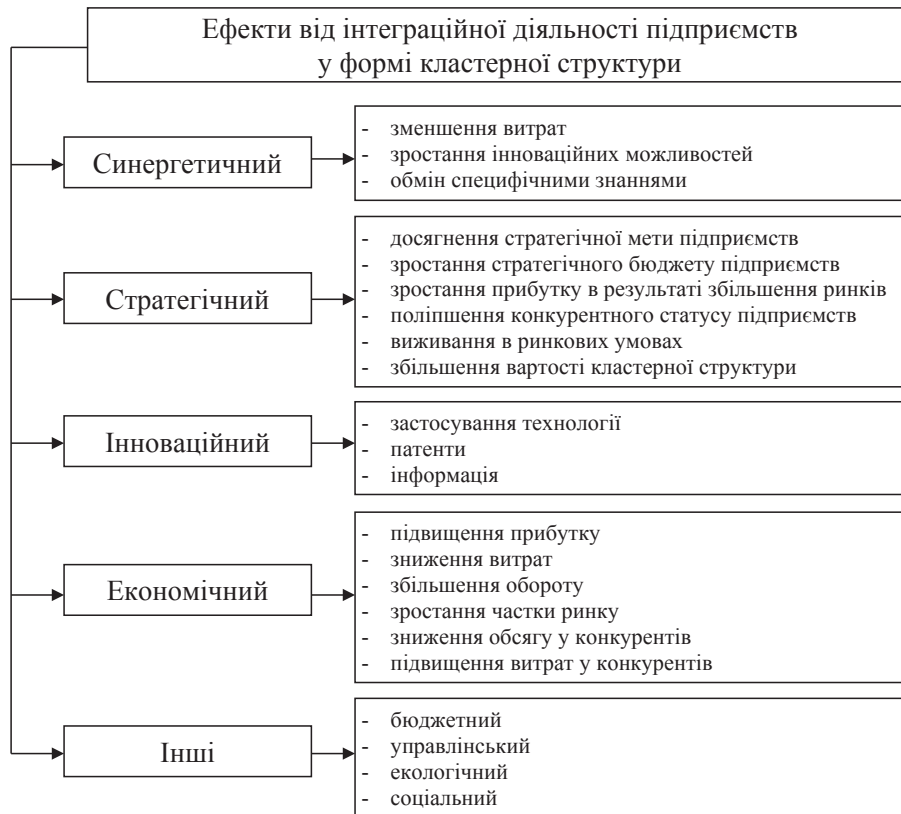 Ефекти від інтеграційної діяльності підприємств
у формі кластерної структури
Синергетичний
- зменшення витрат
- зростання інноваційних можливостей
- обмін специфічними знаннями
Стратегічний
- досягнення стратегічної мети підприємств
- зростання стратегічного бюджету підприємств
- зростання прибутку в результаті збільшення ринків
- поліпшення конкурентного статусу підприємств
- виживання в ринкових умовах
- збільшення вартості кластерної структури
Інноваційний
- застосування технології
- патенти
- інформація
Економічний
- підвищення прибутку
- зниження витрат
- збільшення обороту
- зростання частки ринку
- зниження обсягу у конкурентів
- підвищення витрат у конкурентів
Інші
- бюджетний
- управлінський
- екологічний
- соціальний